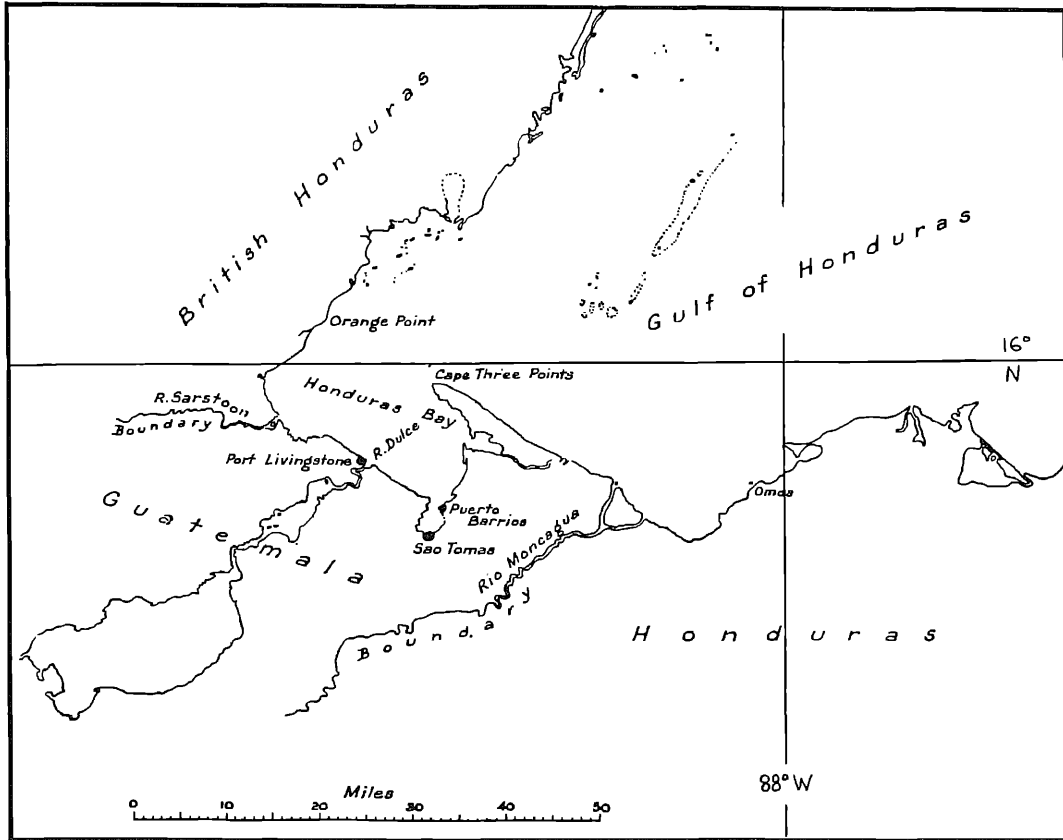 British Honduras
Gulf of Honduras
Orange Point
16°
N
Cape Three Points
Honduras Bay
R. Sarstoon
Boundary
R. Dulce
Port Livingstone
Omoa
Guatemala
Puerto
Barrios
Sao Tomas
Rio Moncagua
Boundary
Honduras
88° W
Miles
0 10 20 30 40 50